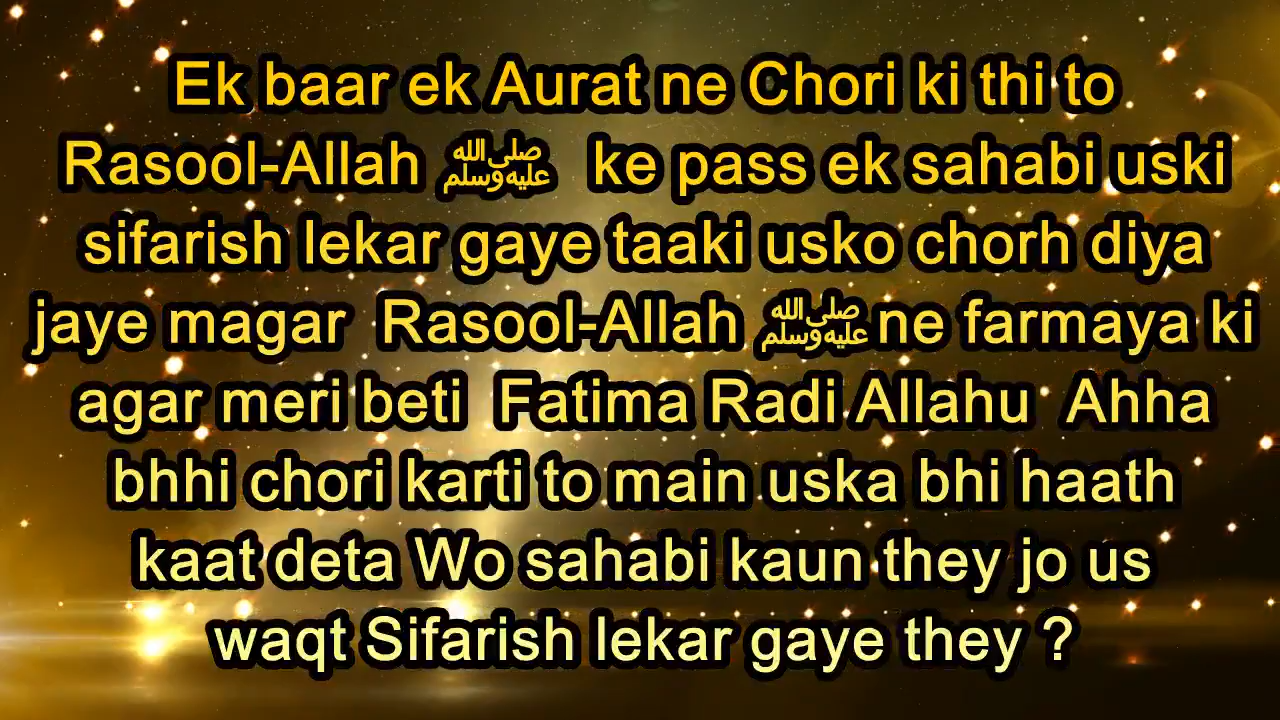 Ek baar ek Aurat ne Chori ki thi to
Rasool-Allah ﷺ ke pass ek sahabi uski
sifarish lekar gaye taaki usko chorh diya
jaye magar Rasool-Allah ﷺ ne farmaya ki
agar meri beti Fatima Radi Allahu Ahha
bhhi chori karti to main uska bhi haath
kaat deta Wo sahabi kaun they jo us
waqt Sifarish lekar gaye they ?